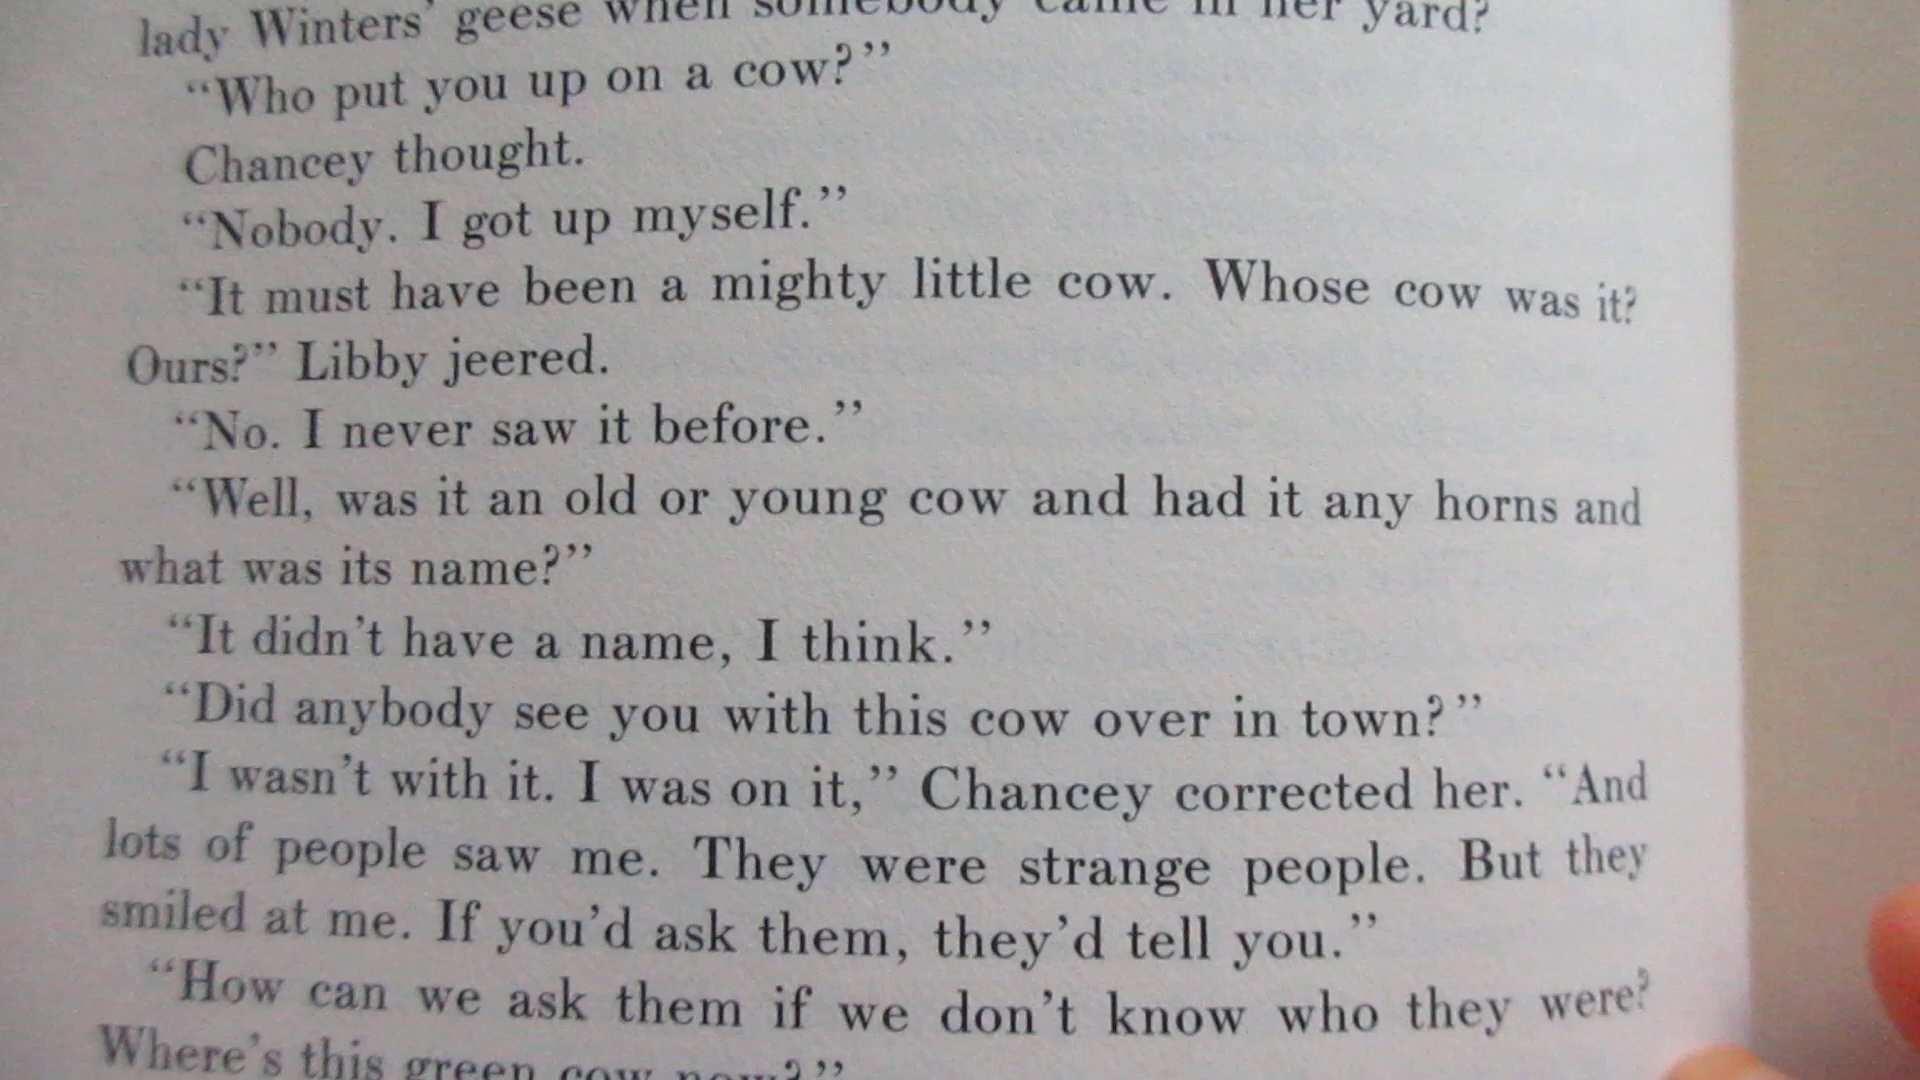 lady Winters' geese when somebody came in her yard?
“Who put you up on a cow?”
Chancey thought.
“Nobody. I got up myself.”
“It must have been a mighty little cow. Whose cow was it?
Ours?” Libby jeered.
“No. I never saw it before.”
“Well, was it an old or young cow and had it any horns and
what was its name?”
“It didn't have a name, I think.”
“Did anybody see you with this cow over in town?”
“I wasn't with it. I was on it,” Chancey corrected her. “And
lots of people saw me. They were strange people. But they
smiled at me. If you'd ask them, they'd tell you.”
“How can we ask them if we don't know who they were?
Where's this green cow now?”